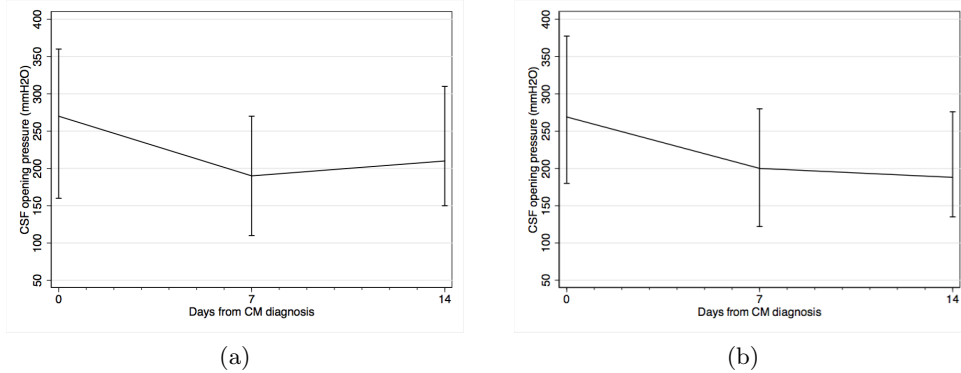 400
350
300
250
200
150
100
50
CSF opening pressure (mmH2O)
0 7 14
Days from CM diagnosis
(a)
400
350
300
250
200
150
100
50
CSF opening pressure (mmH2O)
0 7 14
Days from CM diagnosis
(b)